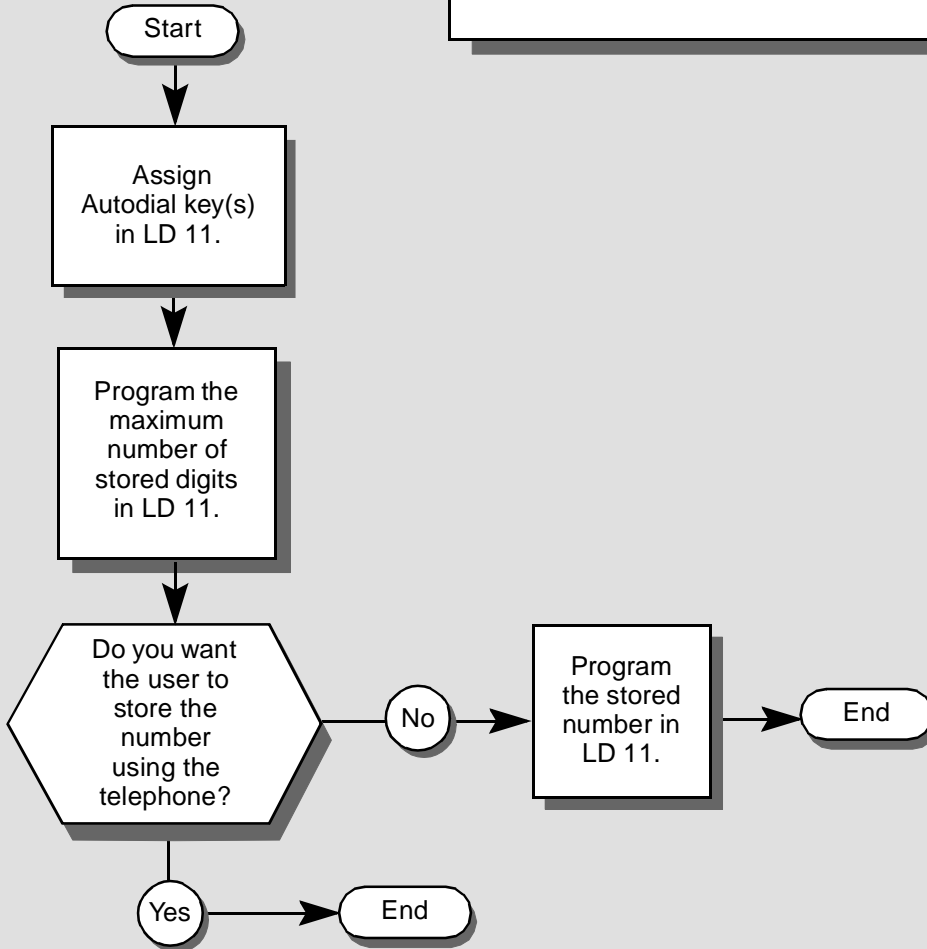 Start
Assign
Autodial key(s)
in LD 11.
Program the
maximum
number of
stored digits
in LD 11.
Do you want
the user to
store the
number
using the
telephone?
No
Program
the stored
number in
LD 11.
End
Yes
End